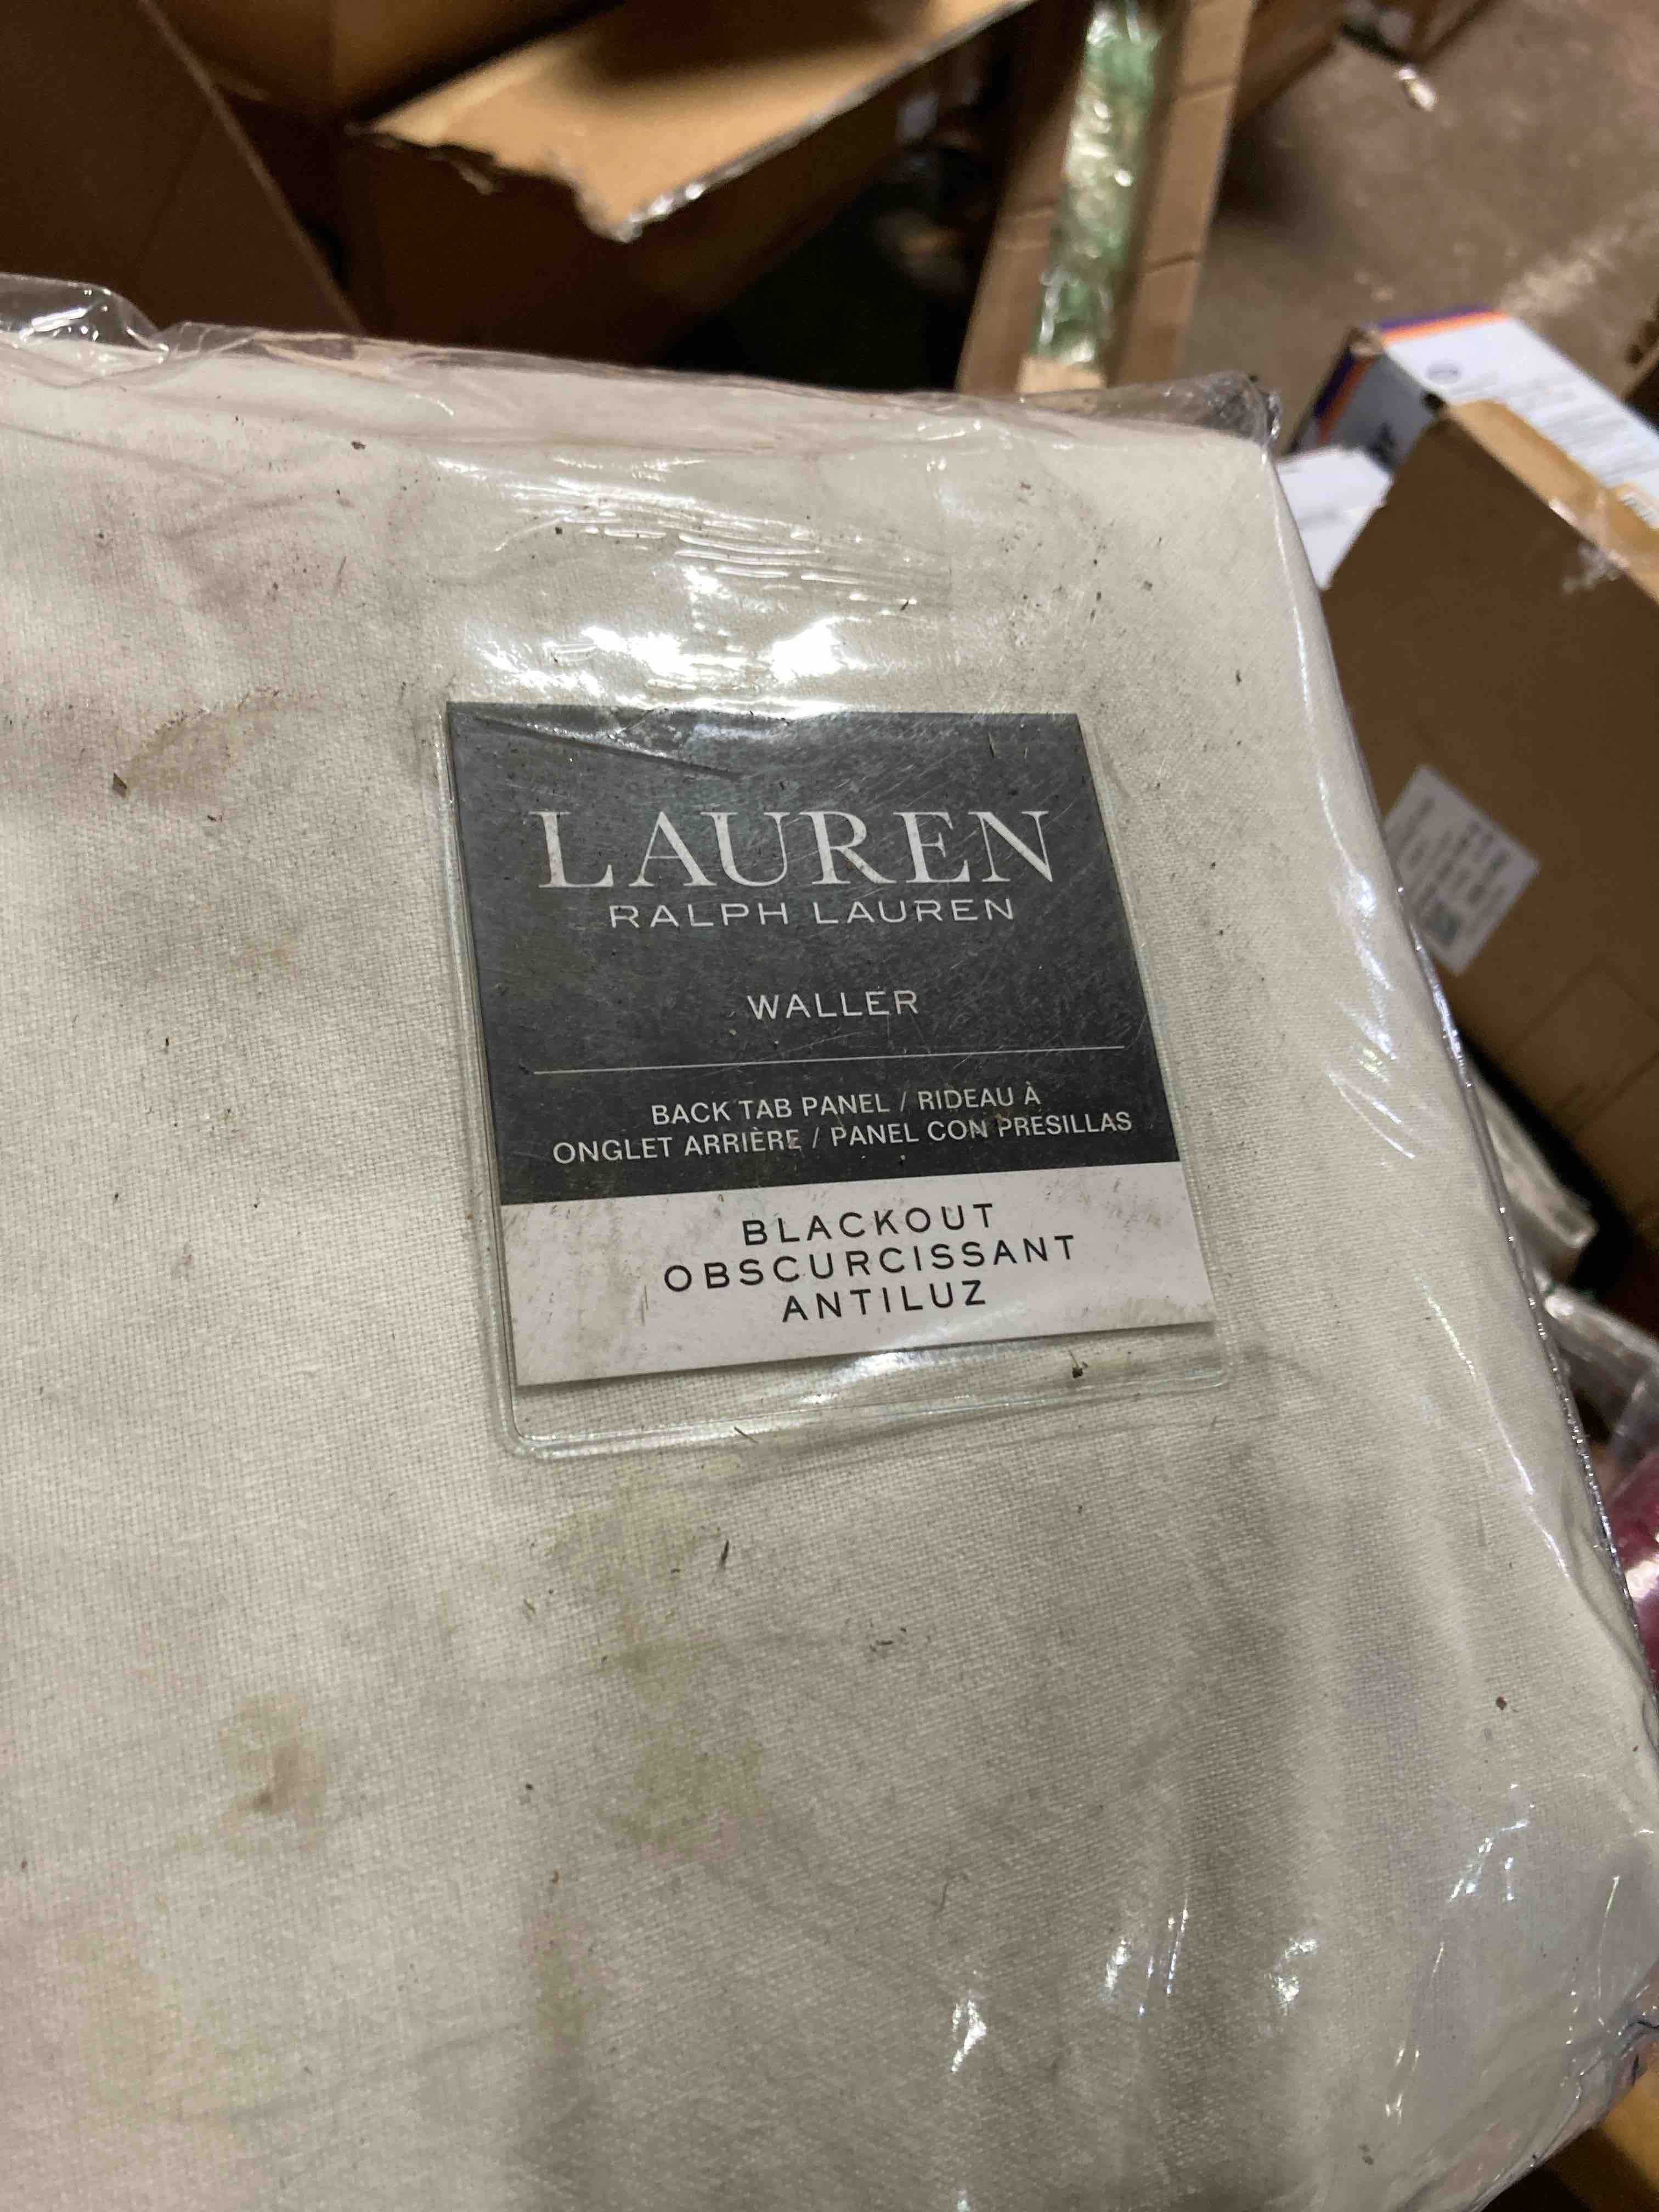 LAUREN
RALPH LAUREN
WALLER
BACK TAB PANEL / RIDEAU À
ONGLET ARRIÈRE / PANEL CON PRESILLAS
BLACKOUT
OBSCURCISSANT
ANTILUZ